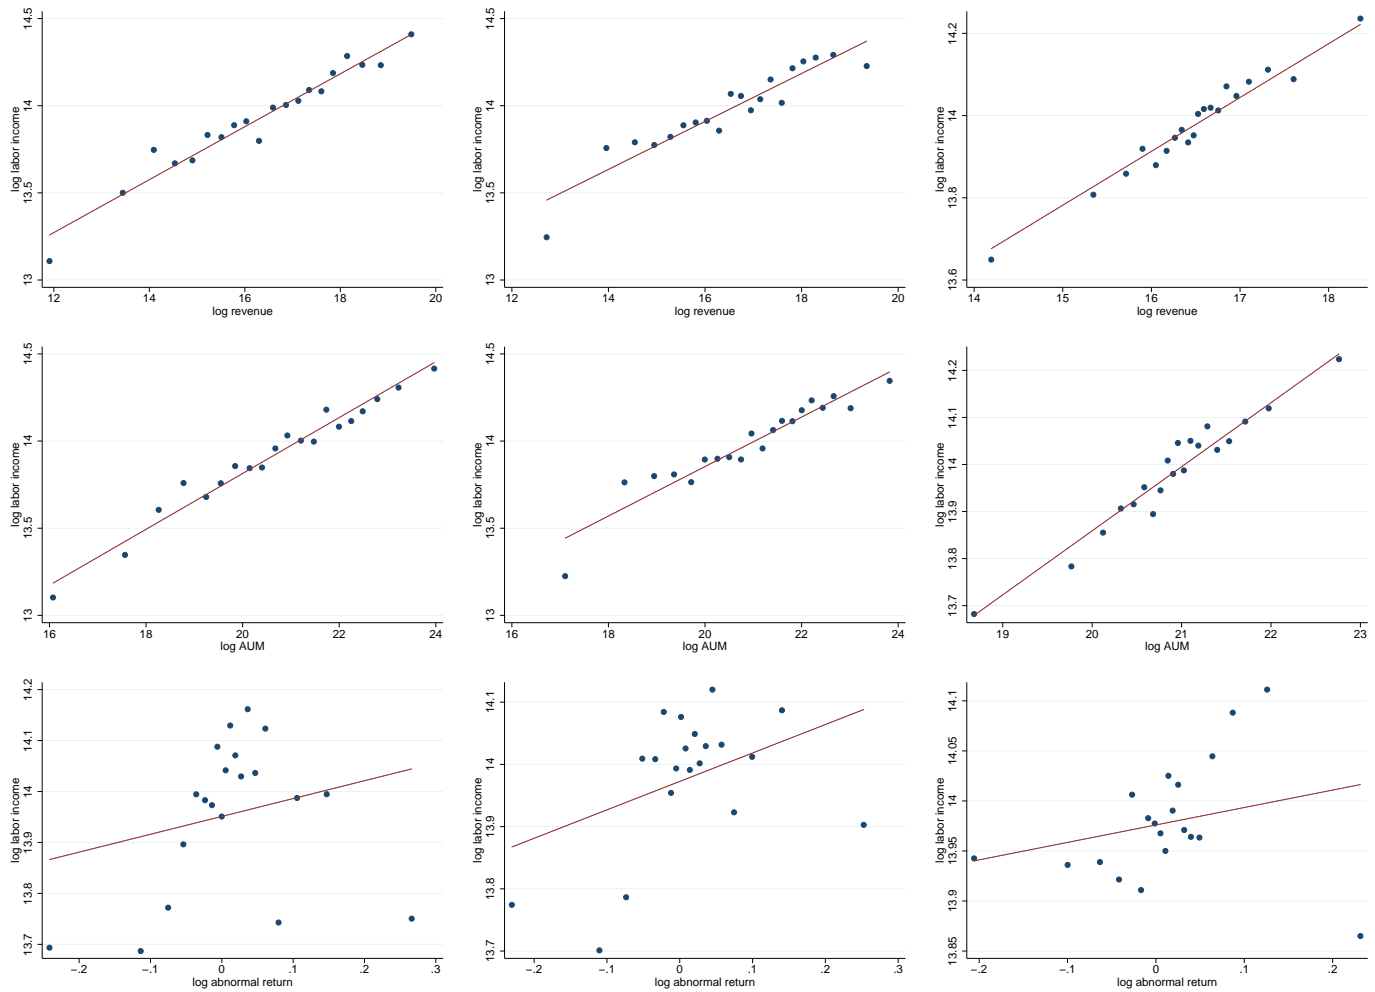 log labor income
13 13.5 14 14.5
12 14 16 18 20
log revenue
log labor income
13 13.5 14 14.5
12 14 16 18 20
log revenue
log labor income
13.6 13.8 14 14.2
14 15 16 17 18
log revenue
log labor income
13 13.5 14 14.5
16 18 20 22 24
log AUM
log labor income
13 13.5 14 14.5
16 18 20 22 24
log AUM
log labor income
13.7 13.8 13.9 14 14.1 14.2
19 20 21 22 23
log AUM
log labor income
13.7 13.8 13.9 14 14.1 14.2
−.2 −.1 0 .1 .2 .3
log abnormal return
log labor income
13.7 13.8 13.9 14 14.1
−.2 −.1 0 .1 .2 .3
log abnormal return
log labor income
13.85 13.9 13.95 14 14.05 14.1
−.2 −.1 0 .1 .2
log abnormal return